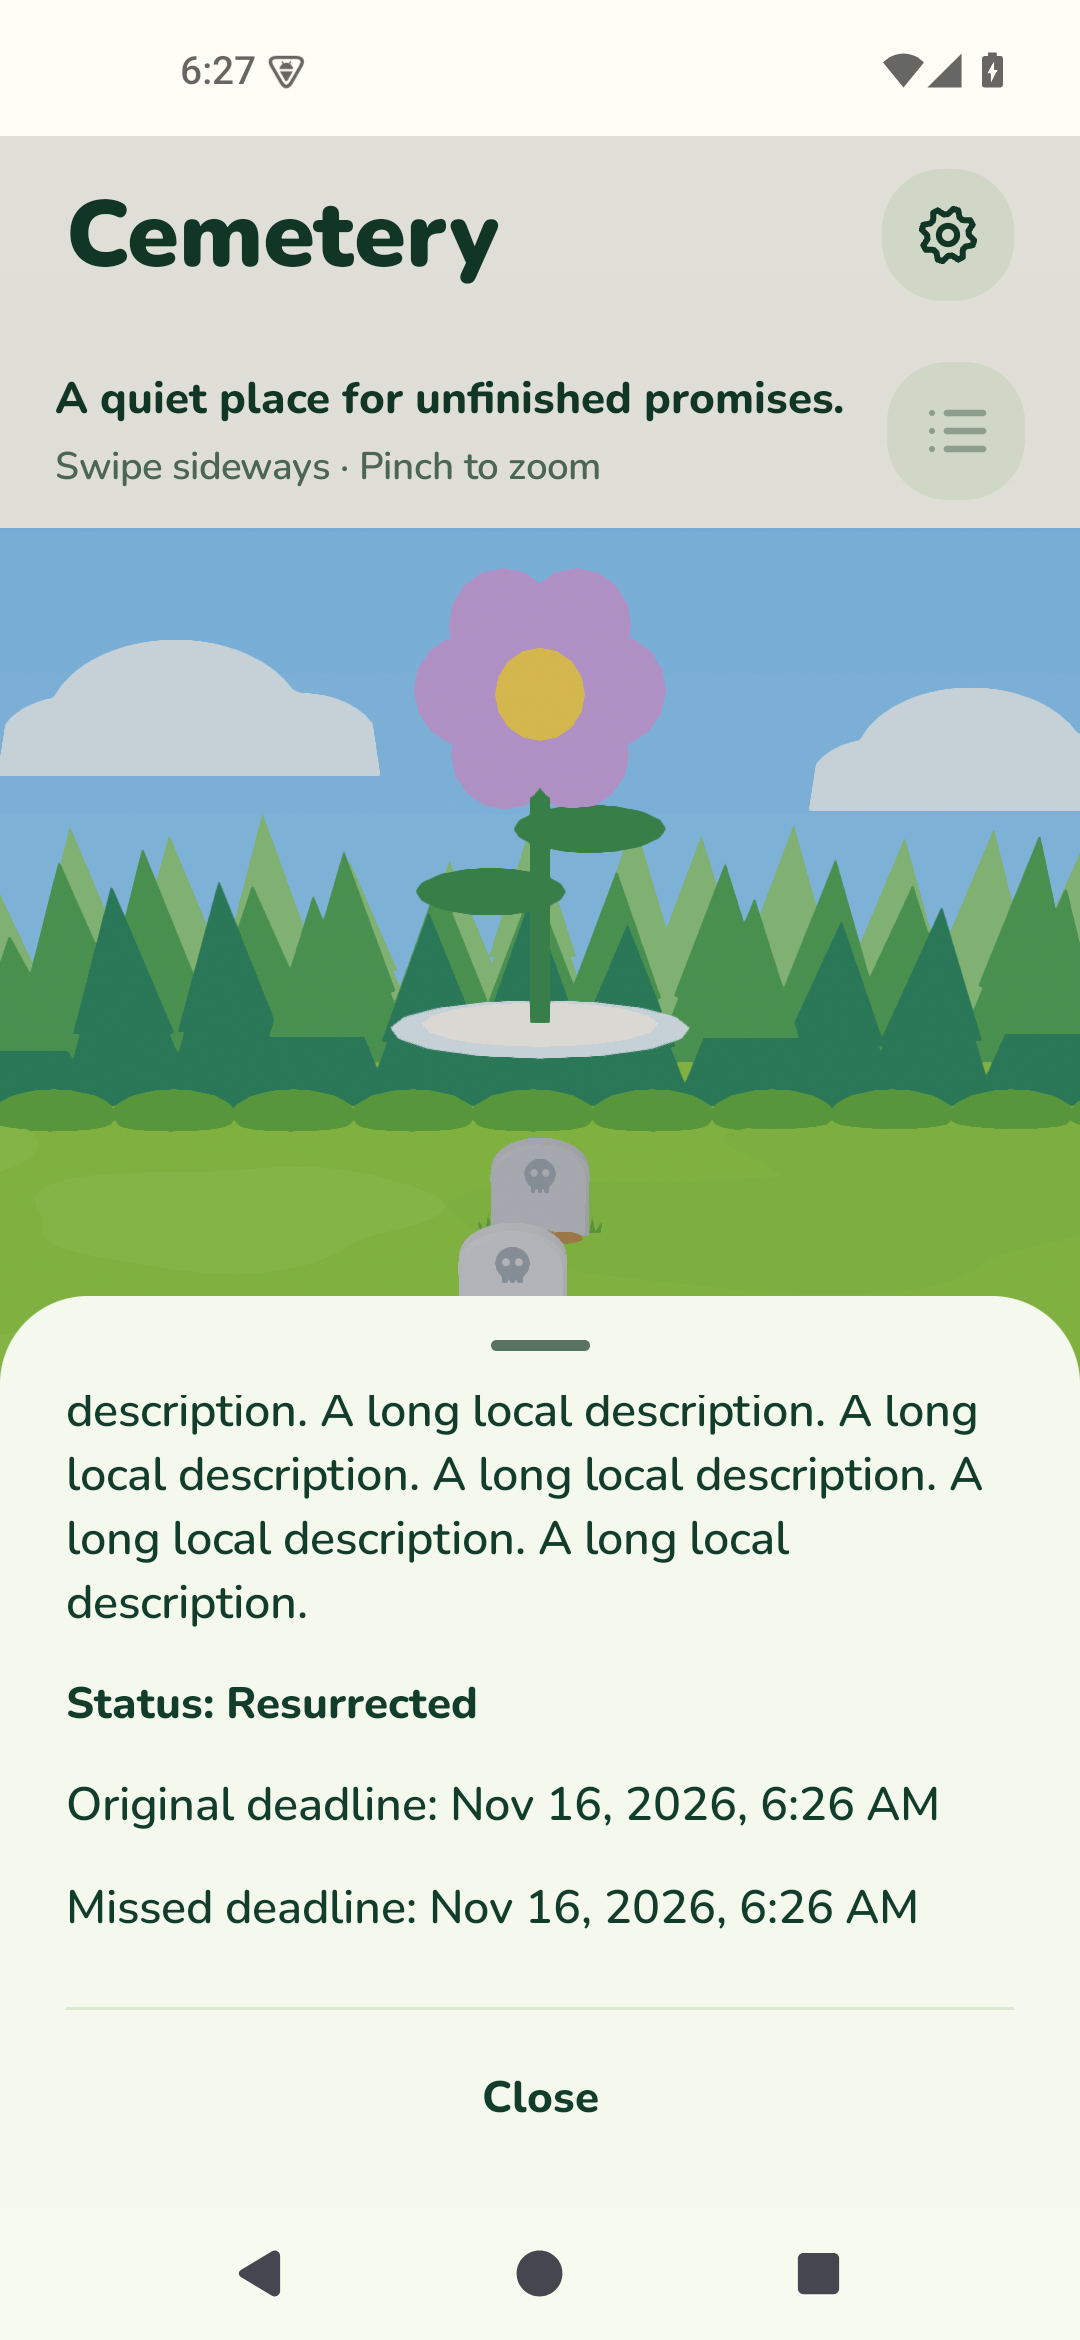 6:27
Cemetery
A quiet place for unfinished promises.
Swipe sideways · Pinch to zoom
description. A long local description. A long
local description. A long local description. A
long local description. A long local
description.
Status: Resurrected
Original deadline: Nov 16, 2026, 6:26 AM
Missed deadline: Nov 16, 2026, 6:26 AM
Close